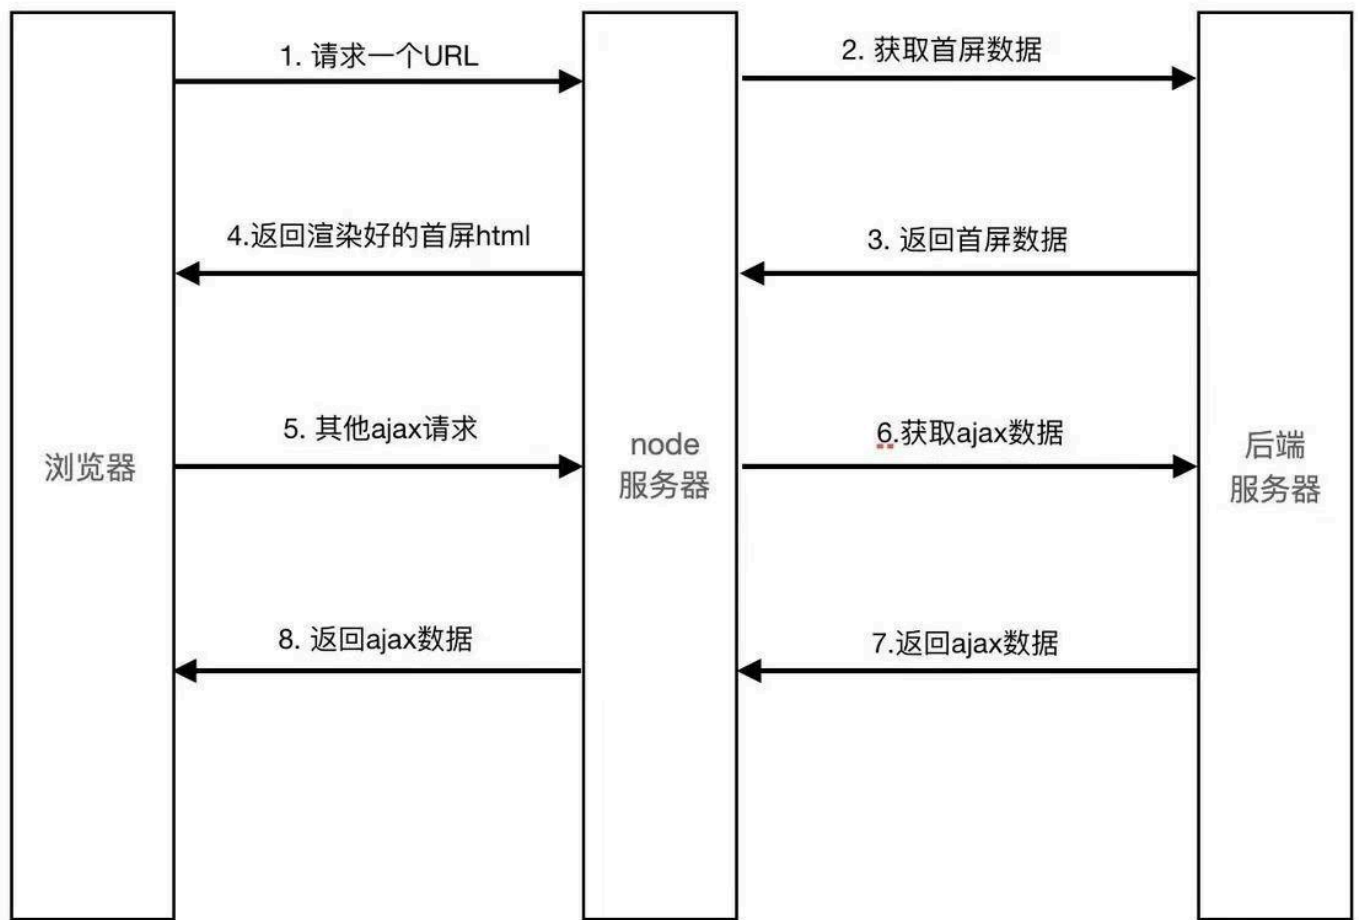 1. 请求一个URL
2. 获取首屏数据
4.返回渲染好的首屏html
3. 返回首屏数据
5. 其他ajax请求
6.获取ajax数据
浏览器
node
服务器
后端
服务器
8. 返回ajax数据
7.返回ajax数据